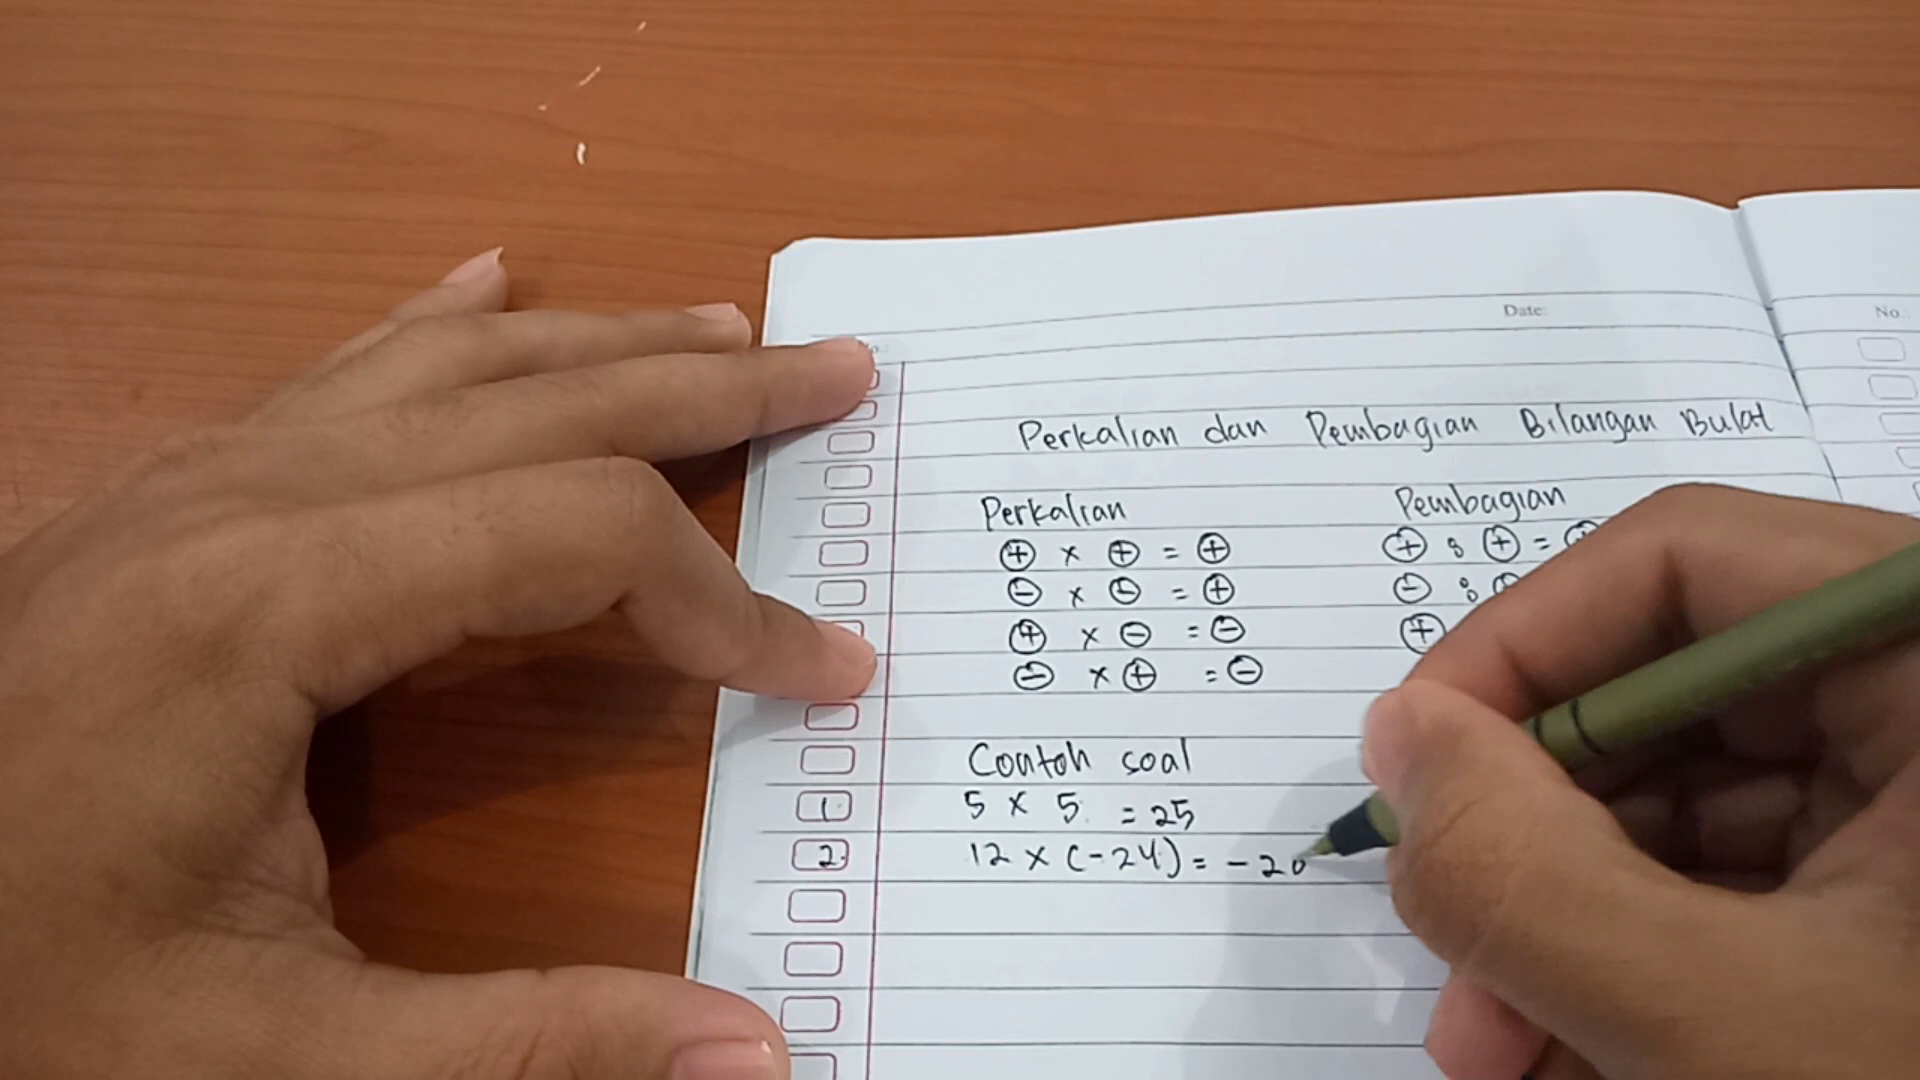 Date:
No.:
No.:
Perkalian dan Pembagian Bilangan Bulat
Perkalian
Pembagian
⊕ x ⊕ = ⊕
⊕ : ⊕ =
⊖ x ⊖ = ⊕
⊖ :
⊕ x ⊖ = ⊖
⊕
⊖ x ⊕ = ⊖
Contoh soal
1. 5 x 5 = 25
2. 12 x (-24) = -20